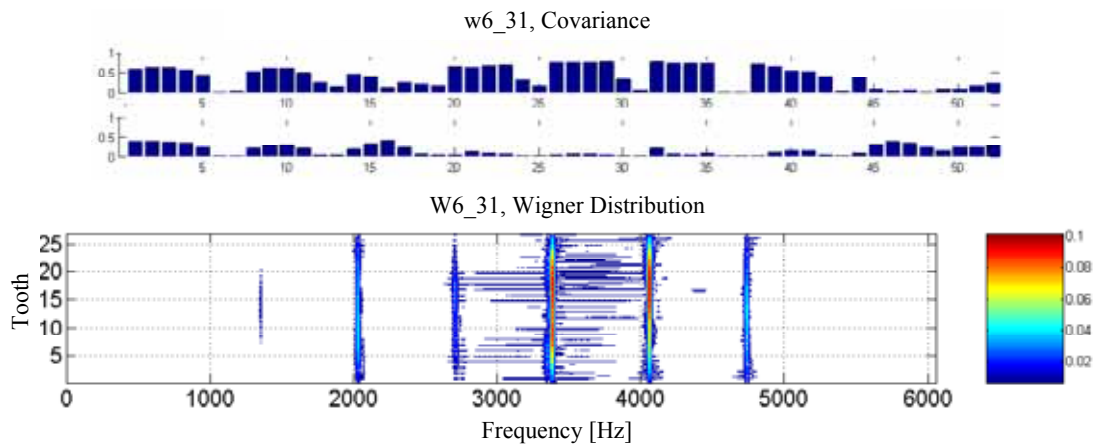 w6_31, Covariance
1
0.5
0
5 10 15 20 25 30 35 40 45 50
1
0.5
0
5 10 15 20 25 30 35 40 45 50
W6_31, Wigner Distribution
25
20
15
10
5
Tooth
0 1000 2000 3000 4000 5000 6000
Frequency [Hz]
0.1
0.08
0.06
0.04
0.02